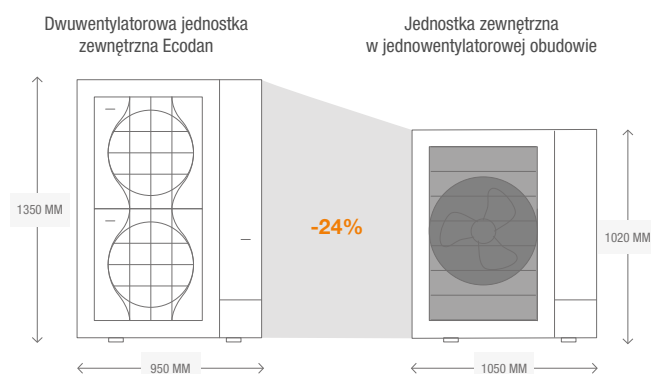 Dwuwentylatorowa jednostka
zewnętrzna Ecodan
Jednostka zewnętrzna
w jednowentylatorowej obudowie
1350 MM
-24%
1020 MM
950 MM
1050 MM